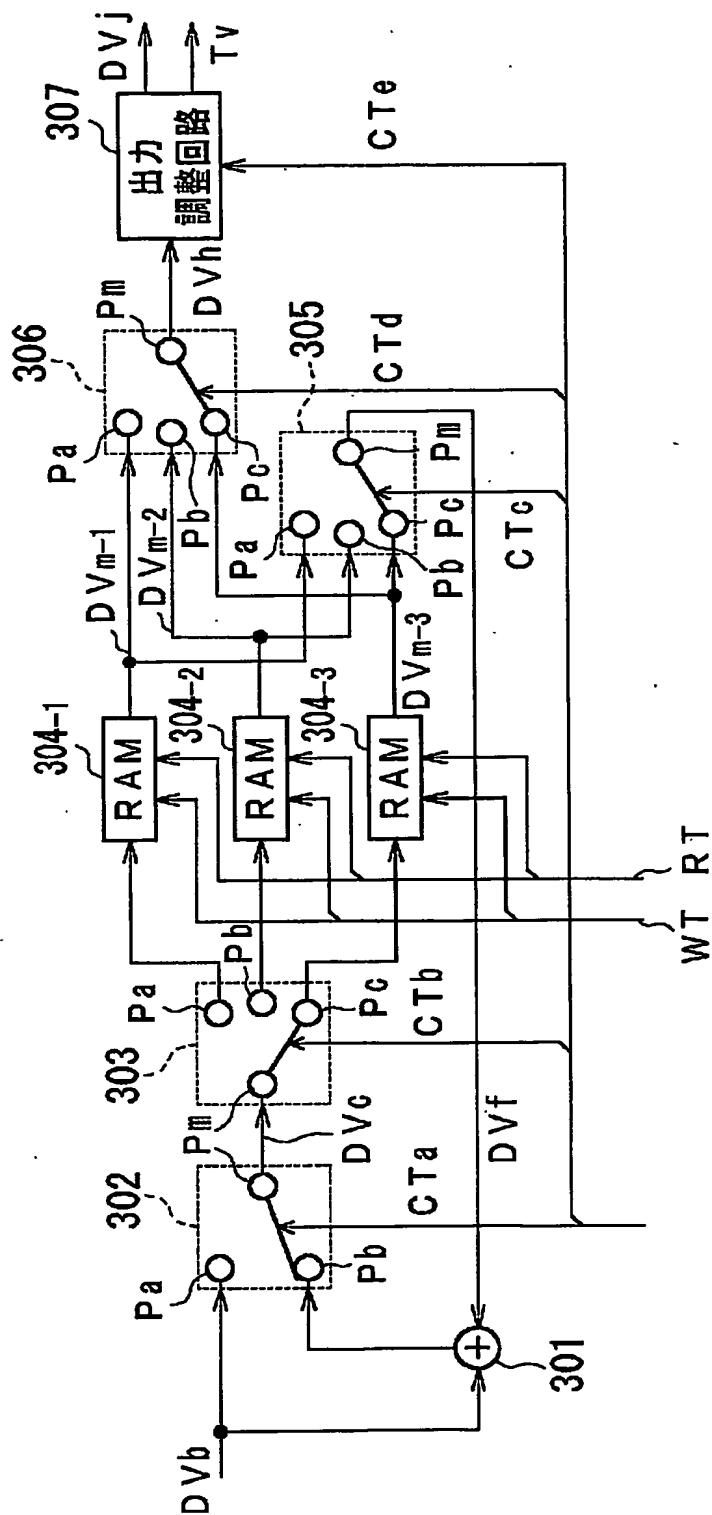 DVb
301
Pa
302
Pb
Pm
DVc
CTa
DVf
303
Pa
Pb
Pc
Pm
CTb
WT
RT
304-1
RAM
304-2
RAM
304-3
RAM
DVm-1
DVm-2
DVm-3
305
Pa
Pb
Pc
Pm
CTc
306
Pa
Pb
Pc
Pm
CTd
DVh
307
出力
調整回路
CTe
DVj
Tv